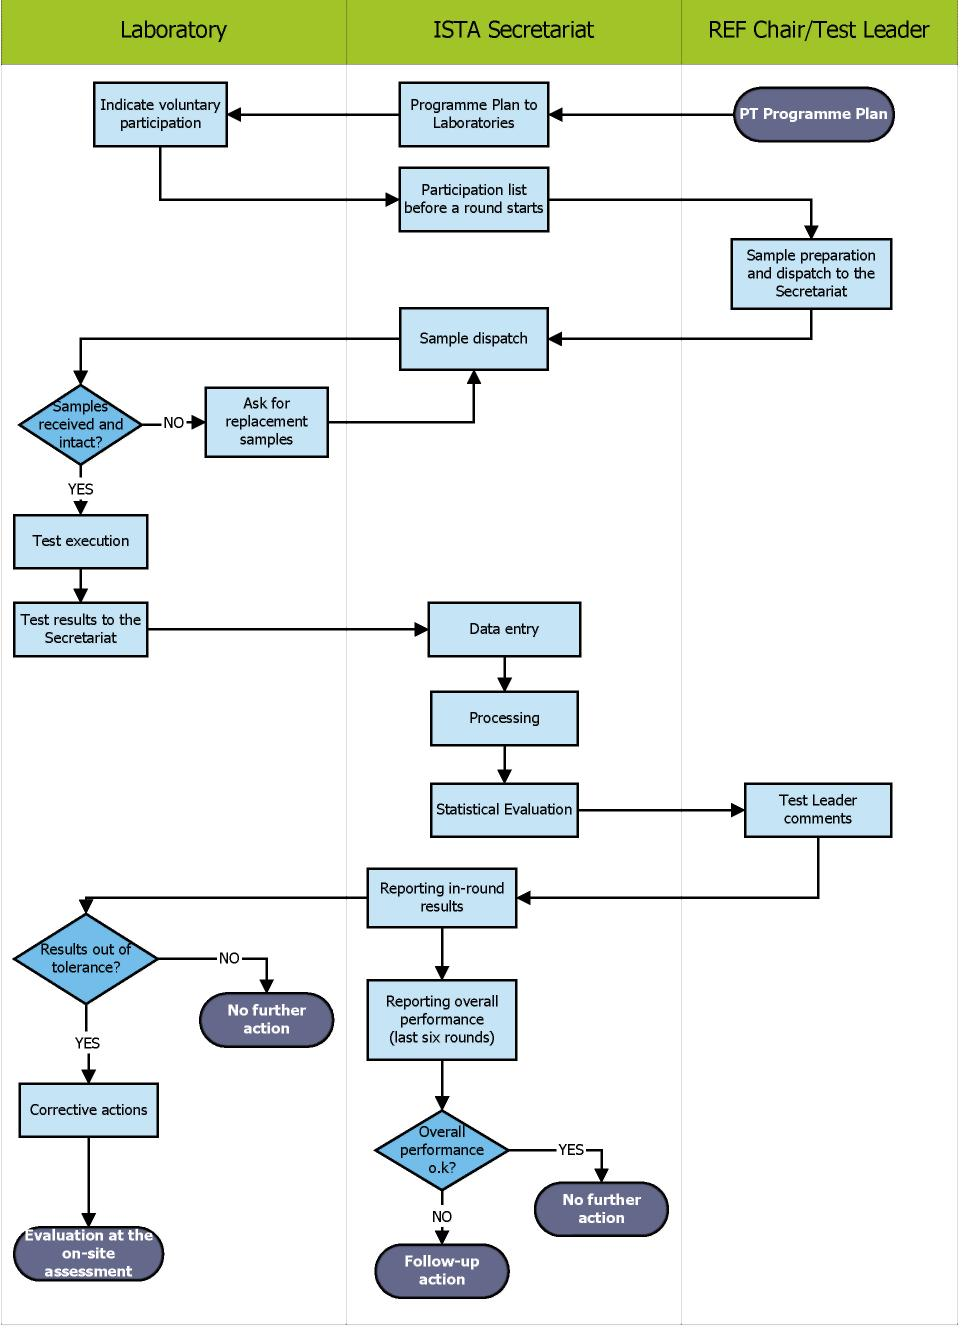 Laboratory
ISTA Secretariat
REF Chair/Test Leader
Indicate voluntary
participation
Programme Plan to
Laboratories
PT Programme Plan
Participation list
before a round starts
Sample preparation
and dispatch to the
Secretariat
Sample dispatch
Samples
received and
intact?
NO
Ask for
replacement
samples
YES
Test execution
Test results to the
Secretariat
Data entry
Processing
Statistical Evaluation
Test Leader
comments
Reporting in-round
results
Results out of
tolerance?
NO
No further
action
Reporting overall
performance
(last six rounds)
YES
Corrective actions
Overall
performance
o.k?
YES
No further
action
NO
Evaluation at the
on-site
assessment
Follow-up
action